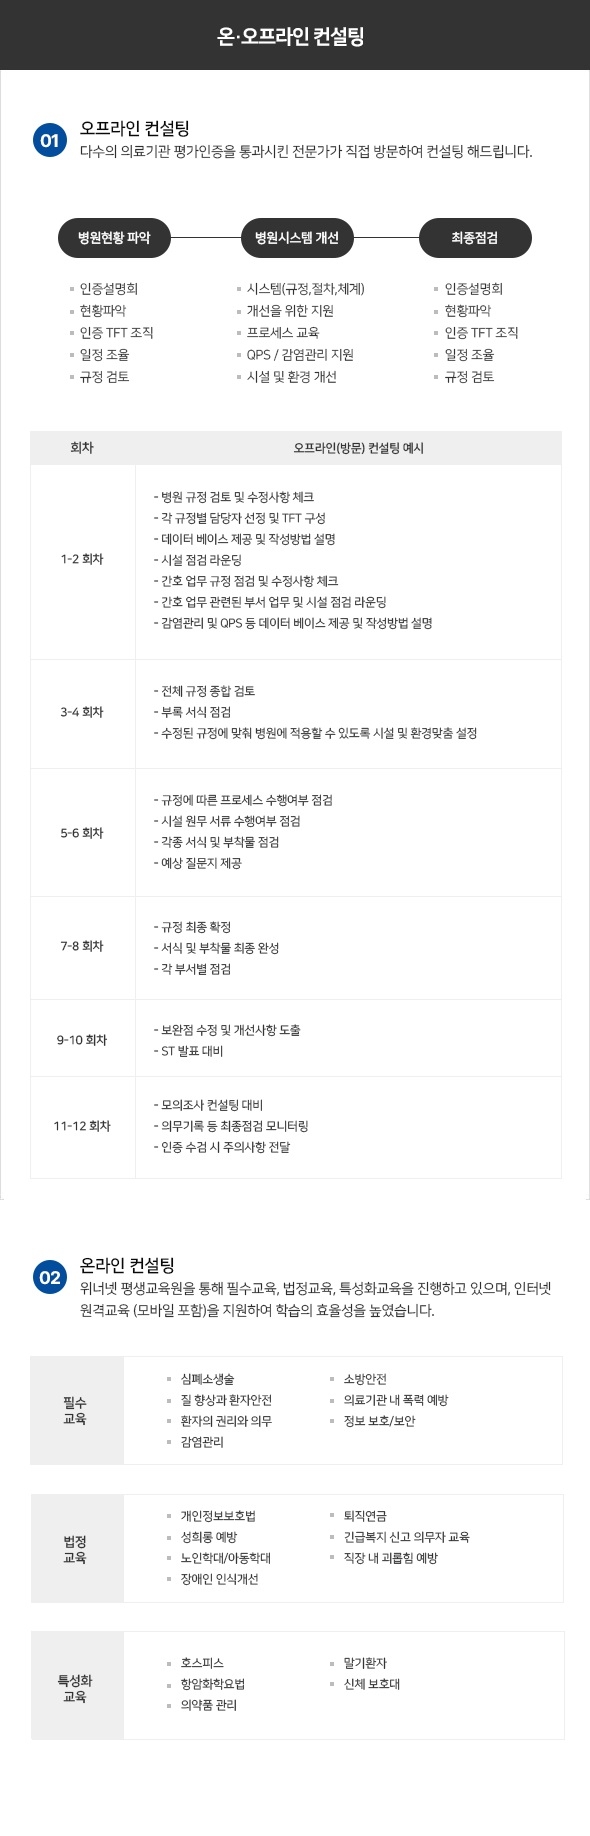 온·오프라인 컨설팅
01
오프라인 컨설팅
다수의 의료기관 평가인증을 통과시킨 전문가가 직접 방문하여 컨설팅 해드립니다.
병원현황 파악
인증설명회
현황파악
인증 TFT 조직
일정 조율
규정 검토
병원시스템 개선
시스템(규정,절차,체계)
개선을 위한 지원
프로세스 교육
QPS / 감염관리 지원
시설 및 환경 개선
최종점검
인증설명회
현황파악
인증 TFT 조직
일정 조율
규정 검토
회차
오프라인(방문) 컨설팅 예시
1-2 회차
- 병원 규정 검토 및 수정사항 체크
- 각 규정별 담당자 선정 및 TFT 구성
- 데이터 베이스 제공 및 작성방법 설명
- 시설 점검 라운딩
- 간호 업무 규정 점검 및 수정사항 체크
- 간호 업무 관련된 부서 업무 및 시설 점검 라운딩
- 감염관리 및 QPS 등 데이터 베이스 제공 및 작성방법 설명
3-4 회차
- 전체 규정 종합 검토
- 부록 서식 점검
- 수정된 규정에 맞춰 병원에 적용할 수 있도록 시설 및 환경맞춤 설정
5-6 회차
- 규정에 따른 프로세스 수행여부 점검
- 시설 원무 서류 수행여부 점검
- 각종 서식 및 부착물 점검
- 예상 질문지 제공
7-8 회차
- 규정 최종 확정
- 서식 및 부착물 최종 완성
- 각 부서별 점검
9-10 회차
- 보완점 수정 및 개선사항 도출
- ST 발표 대비
11-12 회차
- 모의조사 컨설팅 대비
- 의무기록 등 최종점검 모니터링
- 인증 수검 시 주의사항 전달
02
온라인 컨설팅
위너넷 평생교육원을 통해 필수교육, 법정교육, 특성화교육을 진행하고 있으며, 인터넷
원격교육 (모바일 포함)을 지원하여 학습의 효율성을 높였습니다.
필수
교육
심폐소생술
질 향상과 환자안전
환자의 권리와 의무
감염관리
소방안전
의료기관 내 폭력 예방
정보 보호/보안
법정
교육
개인정보보호법
성희롱 예방
노인학대/아동학대
장애인 인식개선
퇴직연금
긴급복지 신고 의무자 교육
직장 내 괴롭힘 예방
특성화
교육
호스피스
항암화학요법
의약품 관리
말기환자
신체 보호대